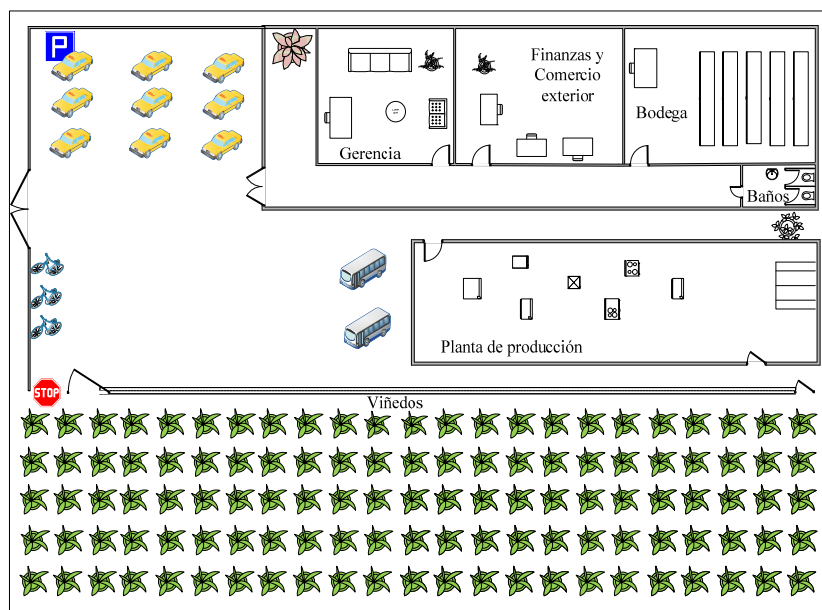 P
Finanzas y
Comercio
exterior
Bodega
Gerencia
Baños
Planta de producción
STOP
Viñedos